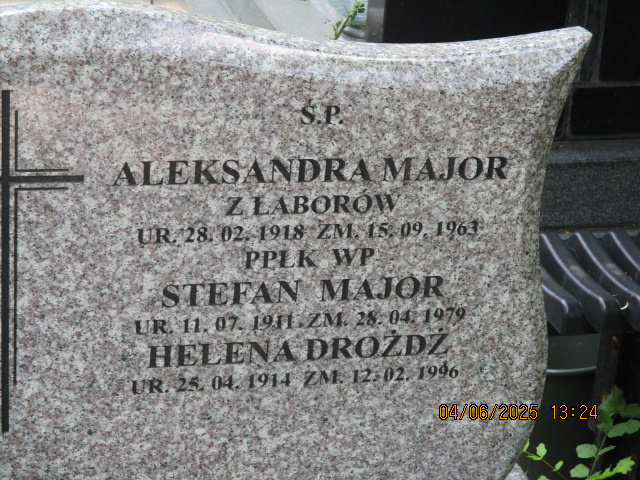 Ś.P.
ALEKSANDRA MAJOR
Z ŁABORÓW
UR. 28. 02. 1918 ZM. 15. 09. 1963
PPŁK WP
STEFAN MAJOR
UR. 11. 07. 1911. ZM. 28. 04. 1979
HELENA DROŻDŻ
UR. 25. 04. 1914 ZM. 12. 02. 1996
04/06/2025 13:24